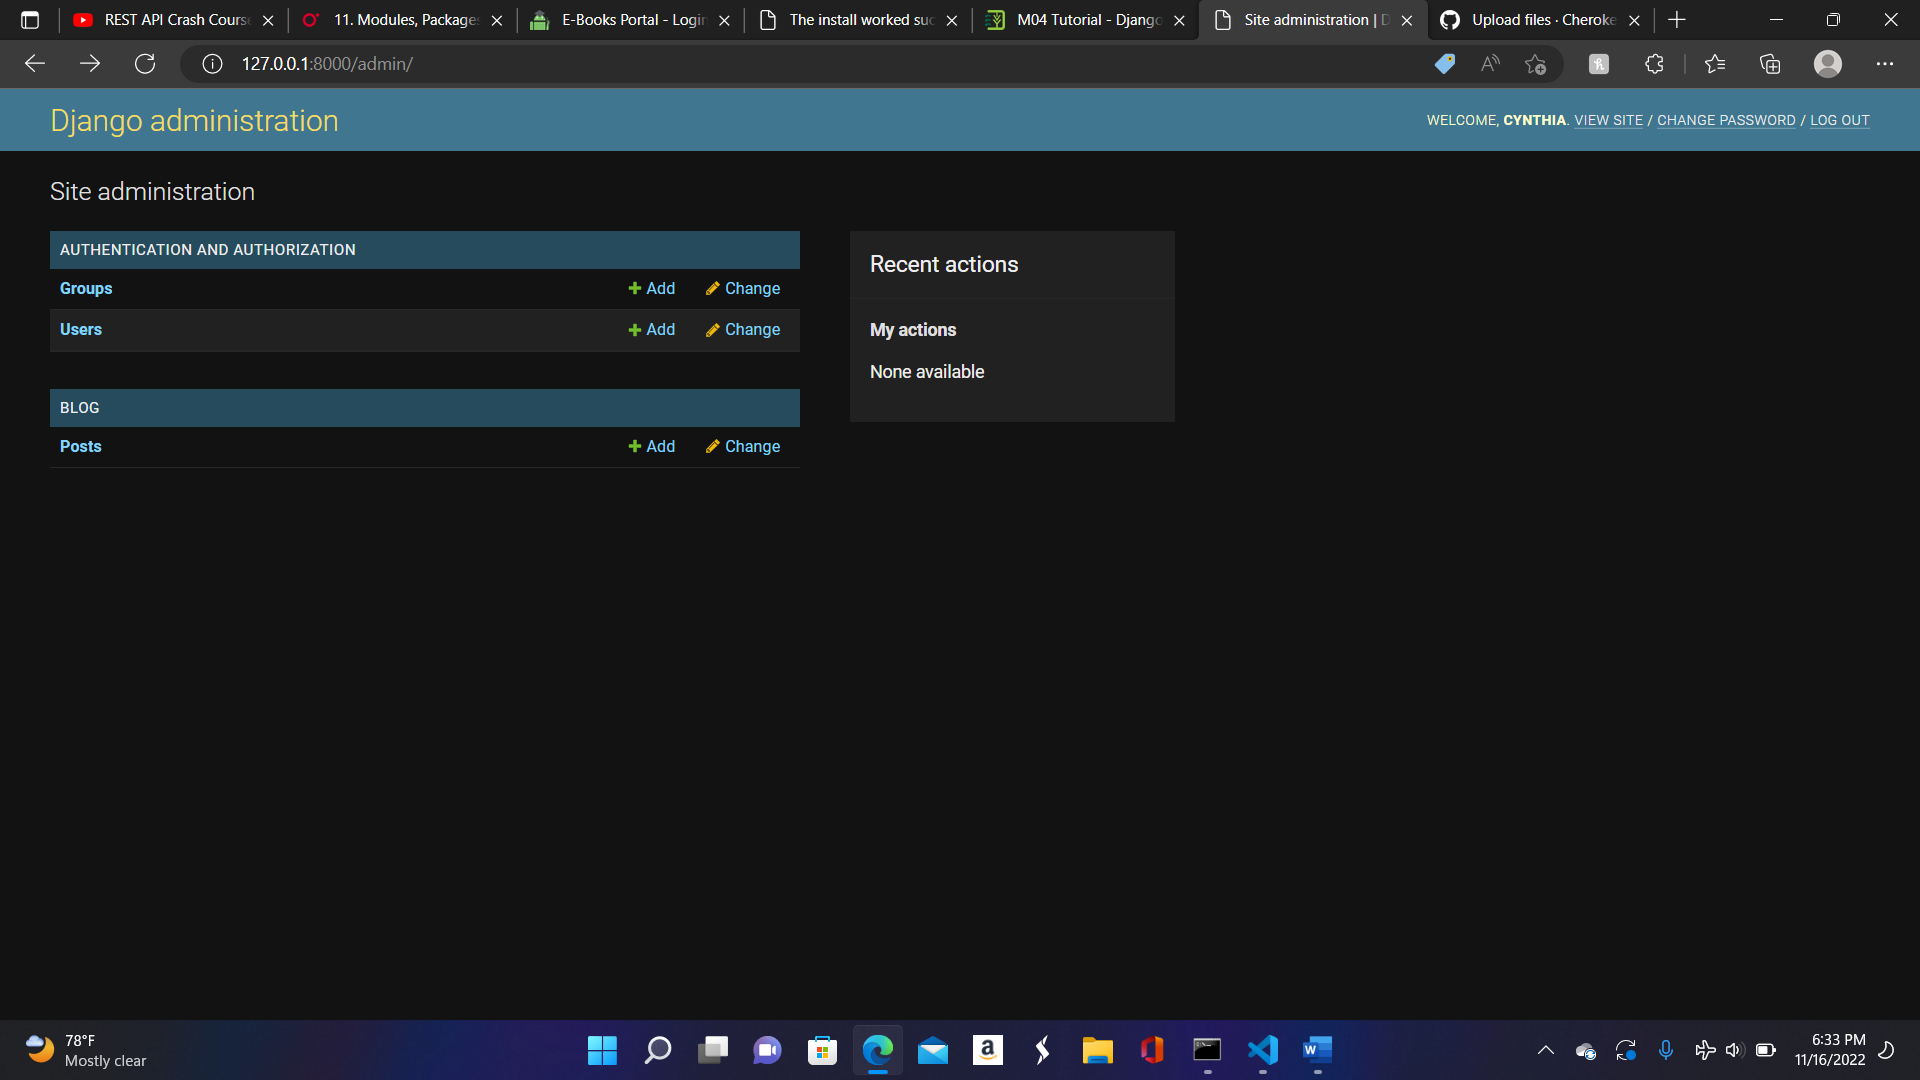 REST API Crash Course
11. Modules, Packages
E-Books Portal - Login
The install worked suc
M04 Tutorial - Django
Site administration | D
Upload files · Cheroke
127.0.0.1:8000/admin/
Django administration
WELCOME, CYNTHIA. VIEW SITE / CHANGE PASSWORD / LOG OUT
Site administration
AUTHENTICATION AND AUTHORIZATION
Groups Add Change
Users Add Change
BLOG
Posts Add Change
Recent actions
My actions
None available
78°F
Mostly clear
6:33 PM
11/16/2022